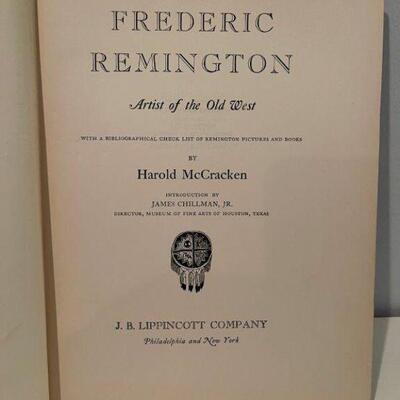 FREDERIC
REMINGTON
Artist of the Old West
WITH A BIBLIOGRAPHICAL CHECK LIST OF REMINGTON PICTURES AND BOOKS
BY
Harold McCracken
INTRODUCTION BY
JAMES CHILLMAN, JR.
DIRECTOR, MUSEUM OF FINE ARTS OF HOUSTON, TEXAS
J. B. LIPPINCOTT COMPANY
Philadelphia and New York